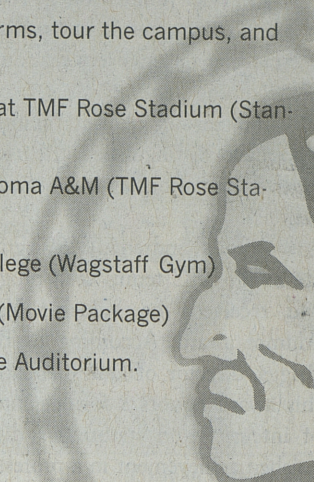 rms, tour the campus, and
at TMF Rose Stadium (Stan-
oma A&M (TMF Rose Sta-
lege (Wagstaff Gym)
(Movie Package)
e Auditorium.